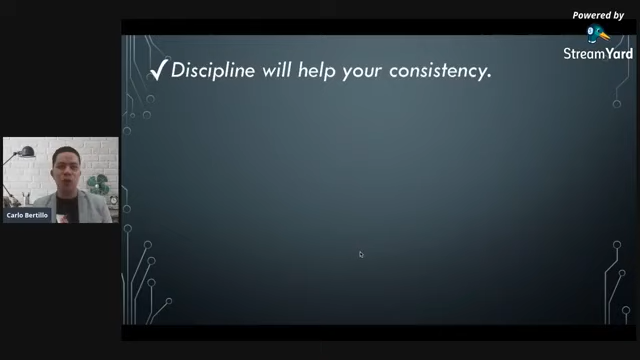 Powered by
StreamYard
✓Discipline will help your consistency.
Carlo Bertillo